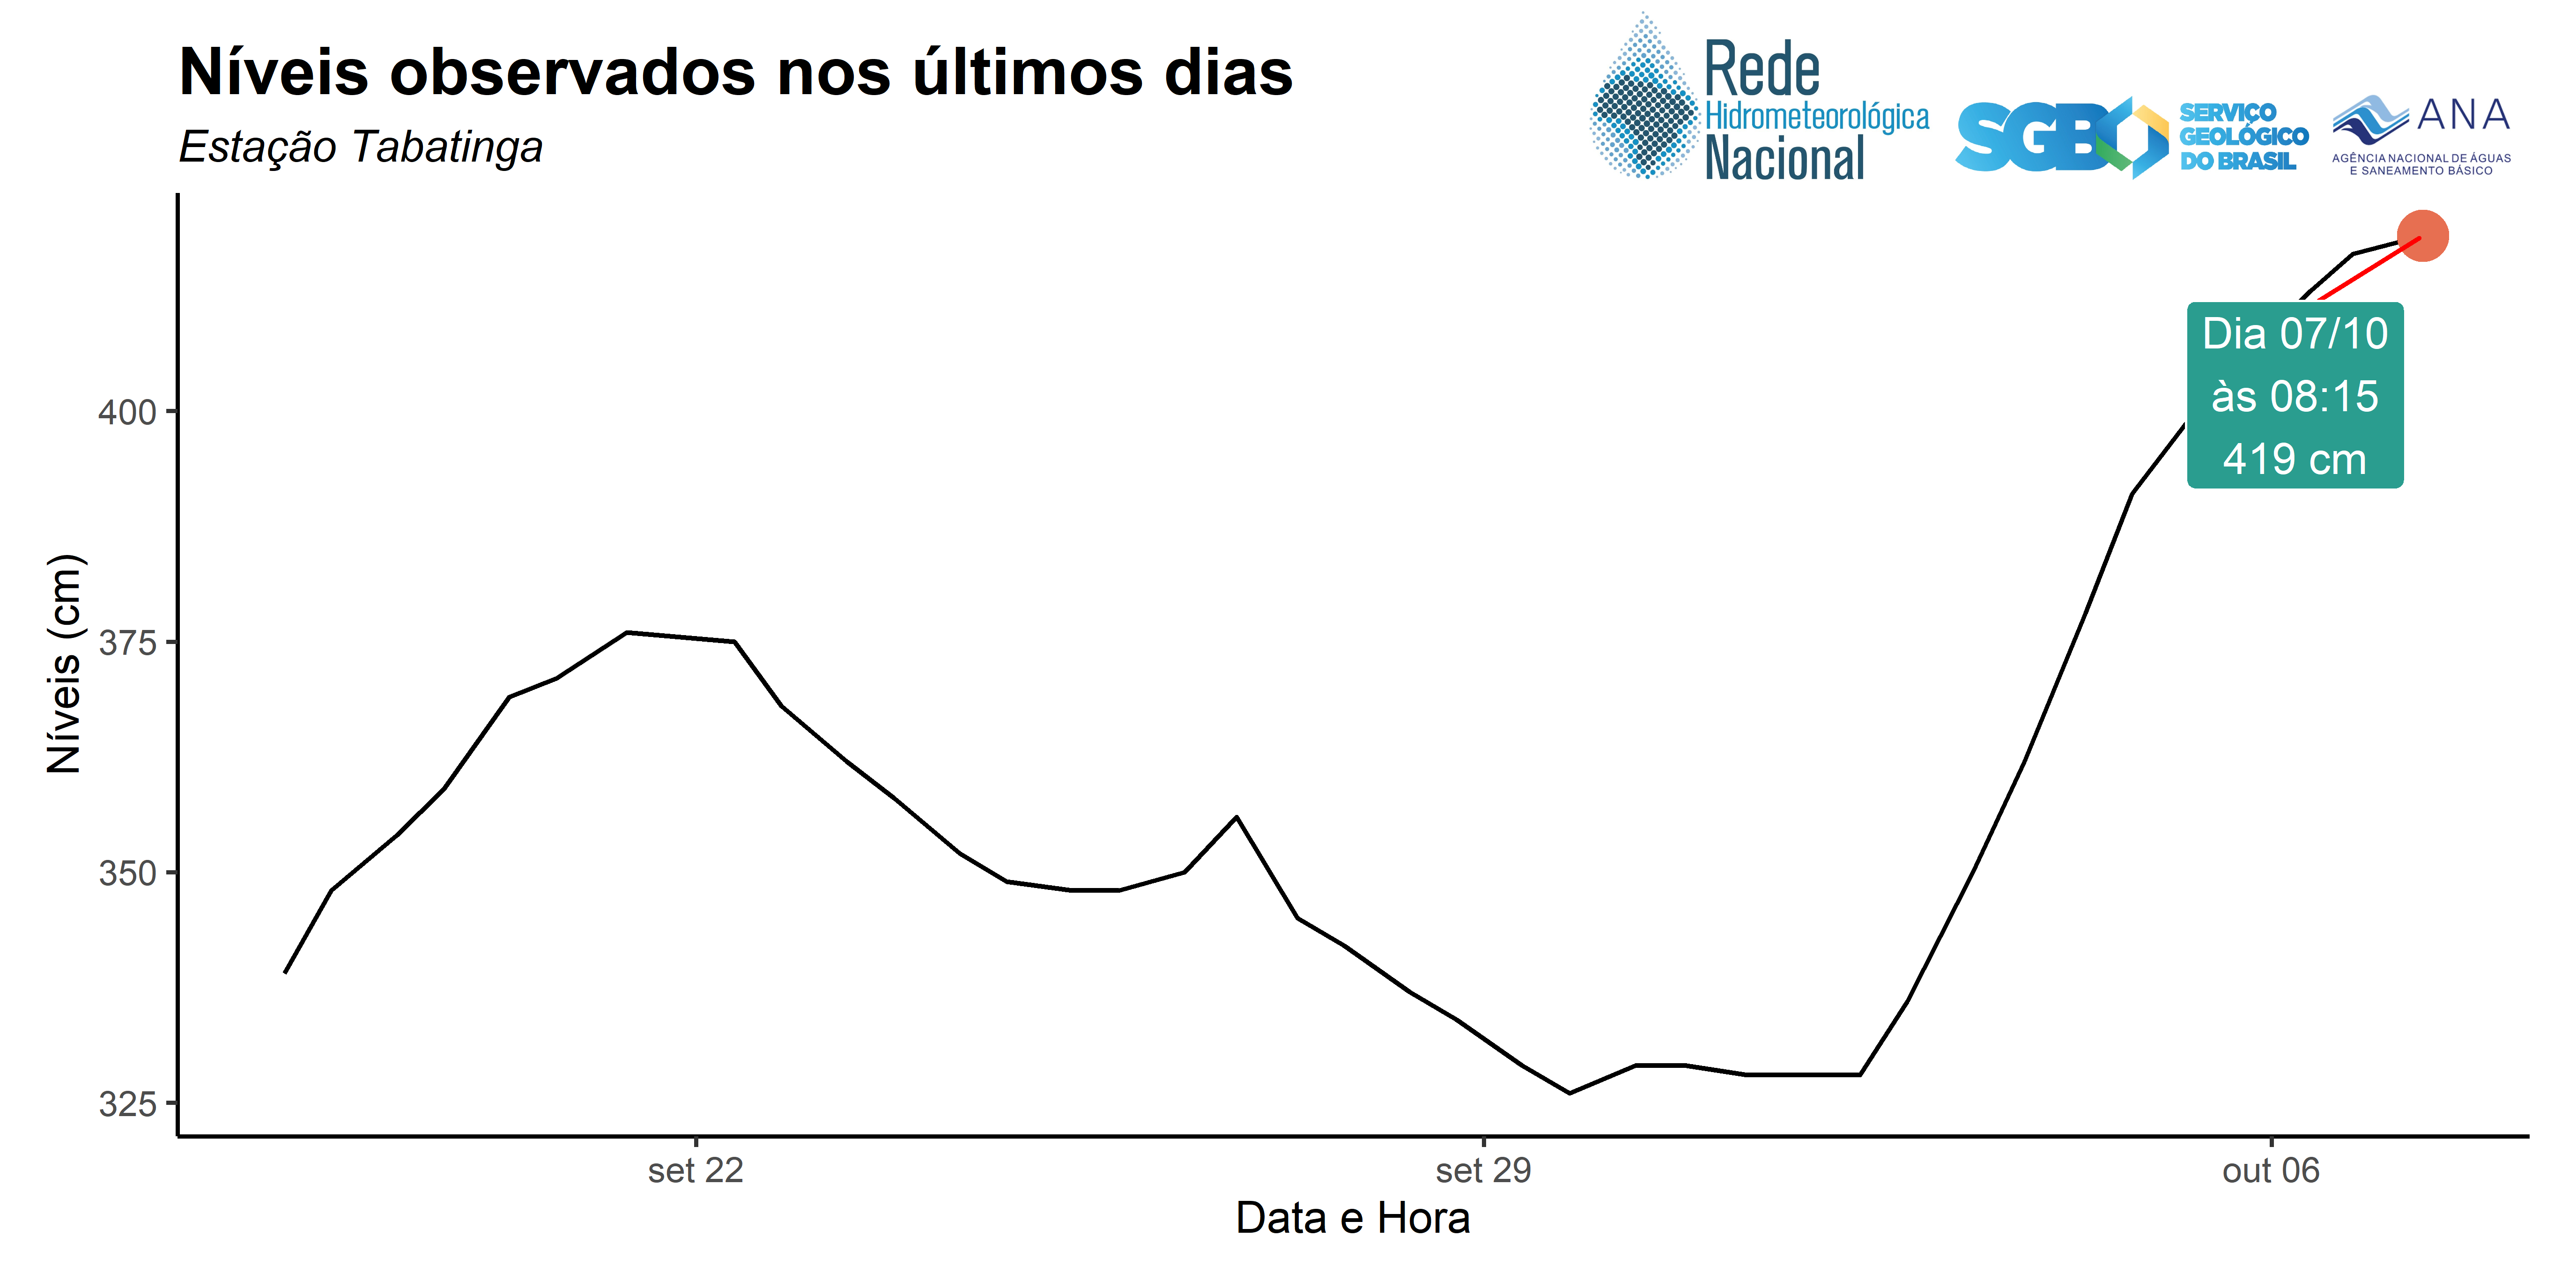 Níveis observados nos últimos dias
Estação Tabatinga
Rede
Hidrometeorológica
Nacional
SGB
SERVIÇO
GEOLÓGICO
DO BRASIL
ANA
AGÊNCIA NACIONAL DE ÁGUAS
E SANEAMENTO BÁSICO
Níveis (cm)
400
375
350
325
Dia 07/10
às 08:15
419 cm
set 22
set 29
out 06
Data e Hora